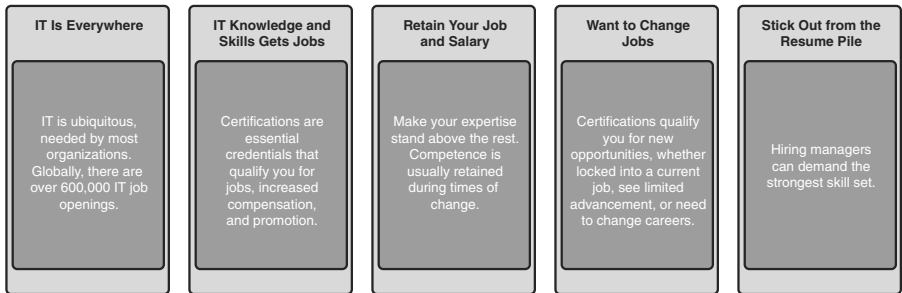 IT Is Everywhere
IT is ubiquitous,
needed by most
organizations.
Globally, there are
over 600,000 IT job
openings.
IT Knowledge and
Skills Gets Jobs
Certifications are
essential
credentials that
qualify you for
jobs, increased
compensation,
and promotion.
Retain Your Job
and Salary
Make your expertise
stand above the rest.
Competence is
usually retained
during times of
change.
Want to Change
Jobs
Certifications qualify
you for new
opportunities, whether
locked into a current
job, see limited
advancement, or need
to change careers.
Stick Out from the
Resume Pile
Hiring managers
can demand the
strongest skill set.